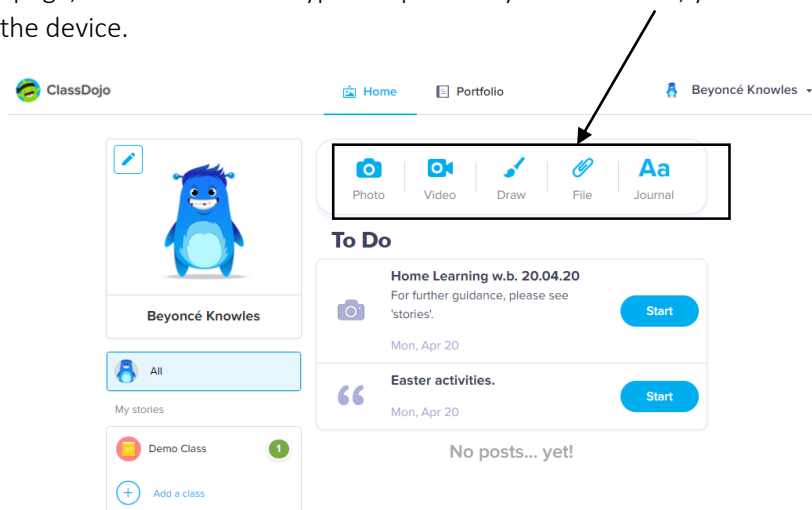 the device.
ClassDojo
Home
Portfolio
Beyoncé Knowles
Photo
Video
Draw
File
Aa
Journal
To Do
Home Learning w.b. 20.04.20
For further guidance, please see
'stories'.
Mon, Apr 20
Start
Easter activities.
Mon, Apr 20
Start
No posts... yet!
Beyoncé Knowles
All
My stories
Demo Class
1
Add a class